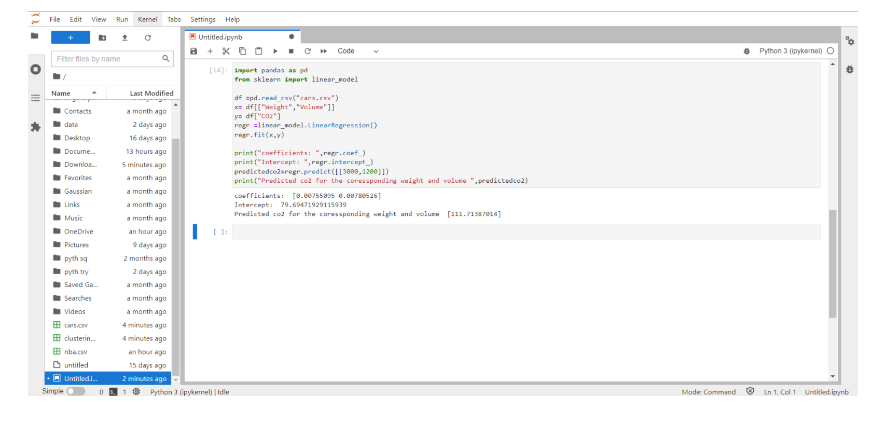 File Edit View Run Kernel Tabs Settings Help
+
Filter files by name
/
Name Last Modified
Contacts a month ago
data 2 days ago
Desktop 16 days ago
Docume... 13 hours ago
Downloa... 5 minutes ago
Favorites a month ago
Gaussian a month ago
Links a month ago
Music a month ago
OneDrive an hour ago
Pictures 9 days ago
pyth sq 2 months ago
pyth try 2 days ago
Saved Ga... a month ago
Searches a month ago
Videos a month ago
cars.csv 4 minutes ago
clusterin... 4 minutes ago
nba.csv an hour ago
untitled 15 days ago
Untitled.i... 2 minutes ago
Untitled.ipynb
Code Python 3 (ipykernel)
[14]: import pandas as pd
from sklearn import linear_model
df =pd.read_csv("cars.csv")
x= df[["Weight","Volume"]]
y= df["CO2"]
regr =linear_model.LinearRegression()
regr.fit(x,y)
print("coefficients: ",regr.coef_)
print("Intercept: ",regr.intercept_)
predictedco2=regr.predict([[3000,1200]])
print("Predicted co2 for the coresponding weight and volume ",predictedco2)
coefficients: [0.00755095 0.00780526]
Intercept: 79.69471929115939
Predicted co2 for the coresponding weight and volume [111.71387014]
[ ]:
Simple 0 1 Python 3 (ipykernel) | Idle Mode: Command Ln 1, Col 1 Untitled.ipynb